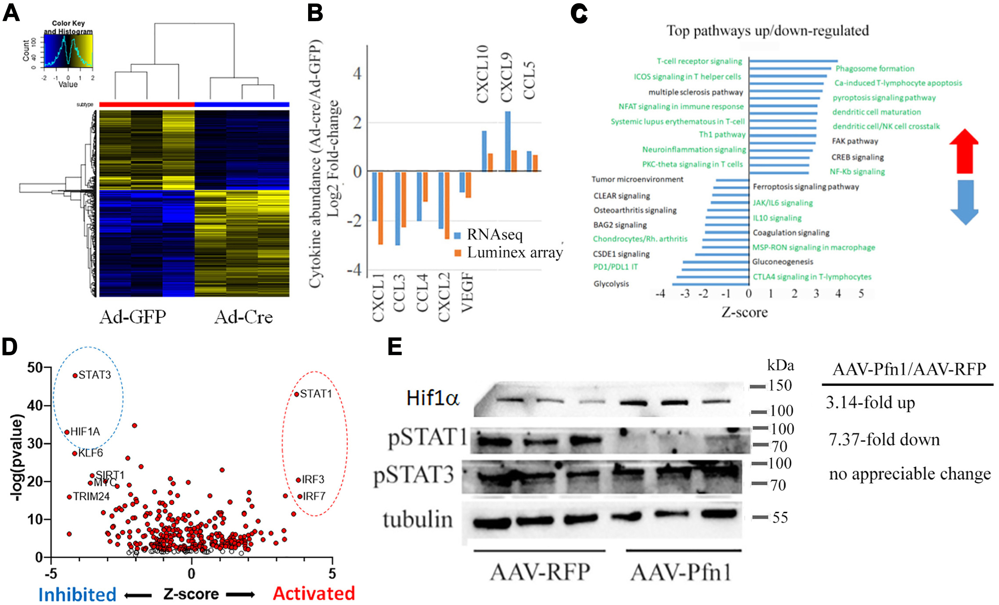 A
Color Key
and Histogram
Count
0 40 100
-2 -1 0 1 2
Value
subtype
Ad-GFP
Ad-Cre
B
Cytokine abundance (Ad-cre/Ad-GFP)
Log2 Fold-change
4
2
0
-2
-4
CXCL10
CXCL9
CCL5
RNAseq
Luminex array
CXCL1
CCL3
CCL4
CXCL2
VEGF
C
Top pathways up/down-regulated
T-cell receptor signaling
Phagosome formation
ICOS signaling in T helper cells
Ca-induced T-lymphocyte apoptosis
multiple sclerosis pathway
pyroptosis signaling pathway
NFAT signaling in immune response
dendritic cell maturation
Systemic lupus erythematous in T-cell
dendritic cell/NK cell crosstalk
Th1 pathway
FAK pathway
Neuroinflammation signaling
CREB signaling
PKC-theta signaling in T cells
NF-Kb signaling
Tumor microenvironment
Ferroptosis signaling pathway
CLEAR signaling
JAK/IL6 signaling
Osteoarthritis signaling
IL10 signaling
BAG2 signaling
Coagulation signaling
Chondrocytes/Rh. arthritis
MSP-RON signaling in macrophage
CSDE1 signaling
Gluconeogenesis
PD1/PDL1 IT
CTLA4 signaling in T-lymphocytes
Glycolysis
-4 -3 -2 -1 0 1 2 3 4 5
Z-score
D
-log(pvalue)
50
40
30
20
10
0
STAT3
STAT1
HIF1A
KLF6
SIRT1
MYC
IRF3
TRIM24
IRF7
-5 0 5
Inhibited
Z-score
Activated
E
kDa
AAV-Pfn1/AAV-RFP
Hif1α
150
100
3.14-fold up
pSTAT1
100
70
7.37-fold down
pSTAT3
100
70
no appreciable change
tubulin
55
AAV-RFP
AAV-Pfn1